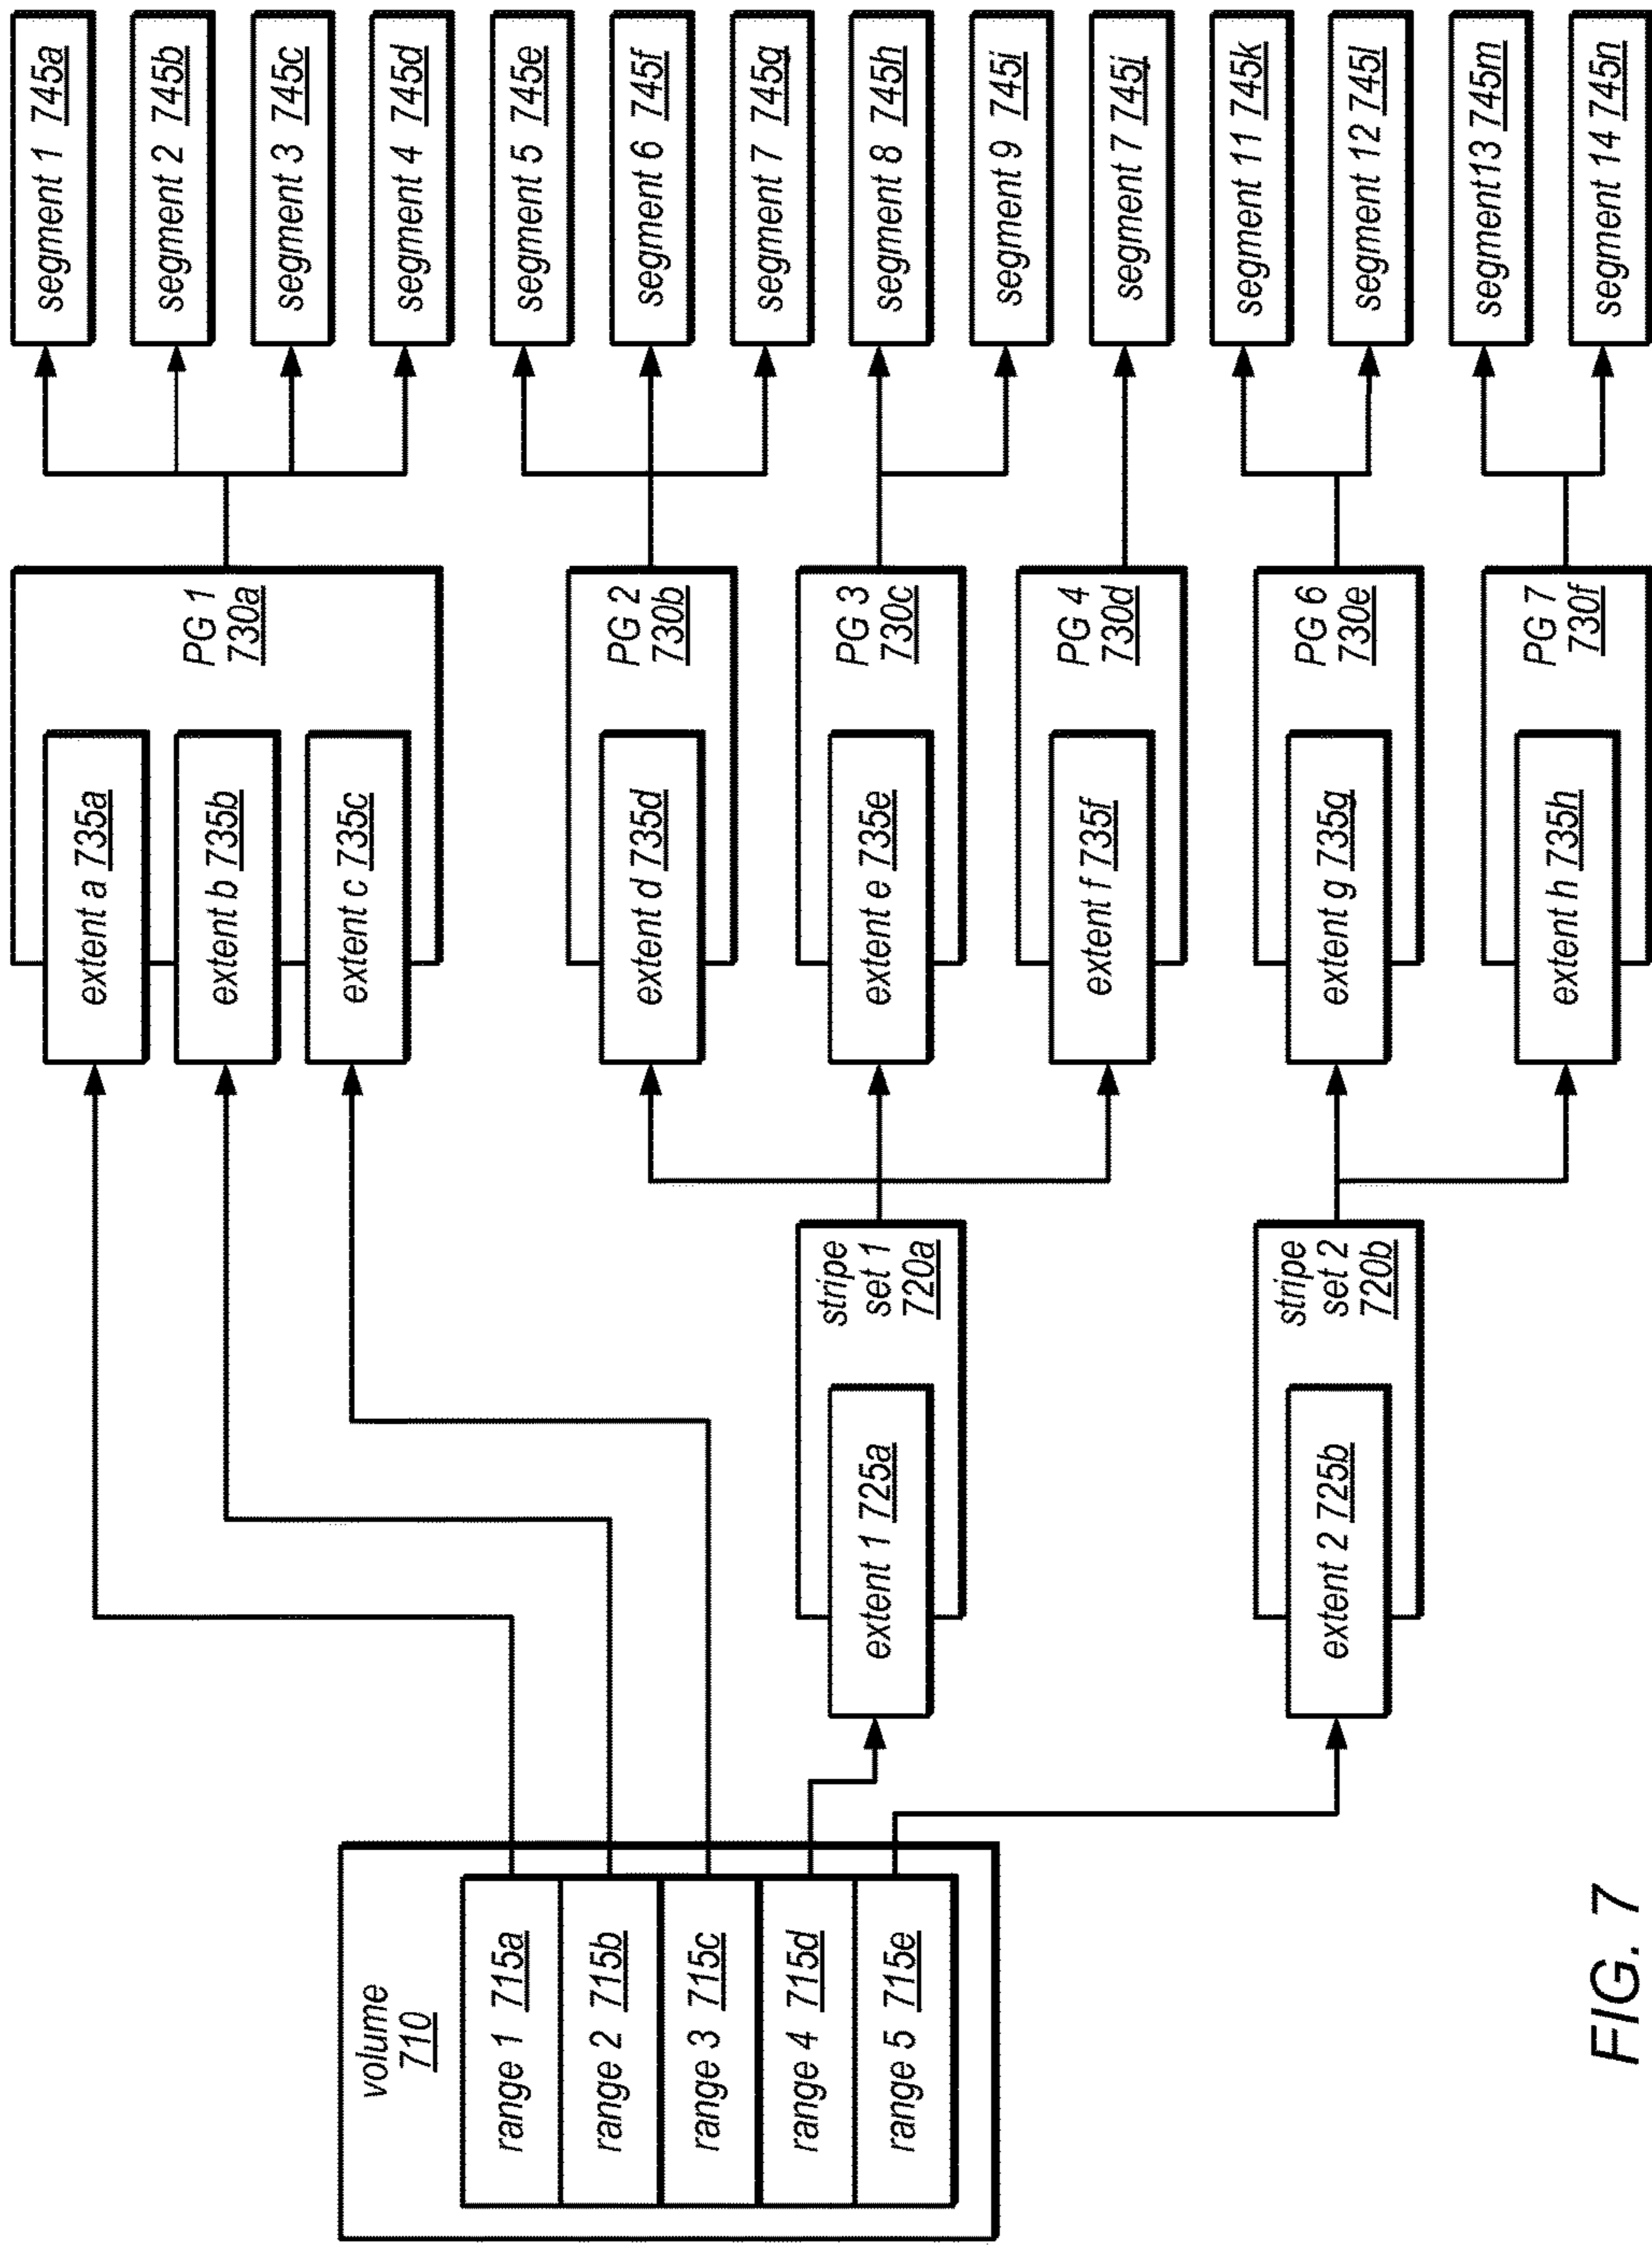 volume
710
range 1 715a
range 2 715b
range 3 715c
range 4 715d
range 5 715e
extent 1 725a
stripe
set 1
720a
extent 2 725b
stripe
set 2
720b
extent a 735a
extent b 735b
extent c 735c
PG 1
730a
extent d 735d
PG 2
730b
extent e 735e
PG 3
730c
extent f 735f
PG 4
730d
extent g 735g
PG 6
730e
extent h 735h
PG 7
730f
segment 1 745a
segment 2 745b
segment 3 745c
segment 4 745d
segment 5 745e
segment 6 745f
segment 7 745g
segment 8 745h
segment 9 745i
segment 7 745j
segment 11 745k
segment 12 745l
segment13 745m
segment 14 745n
FIG. 7